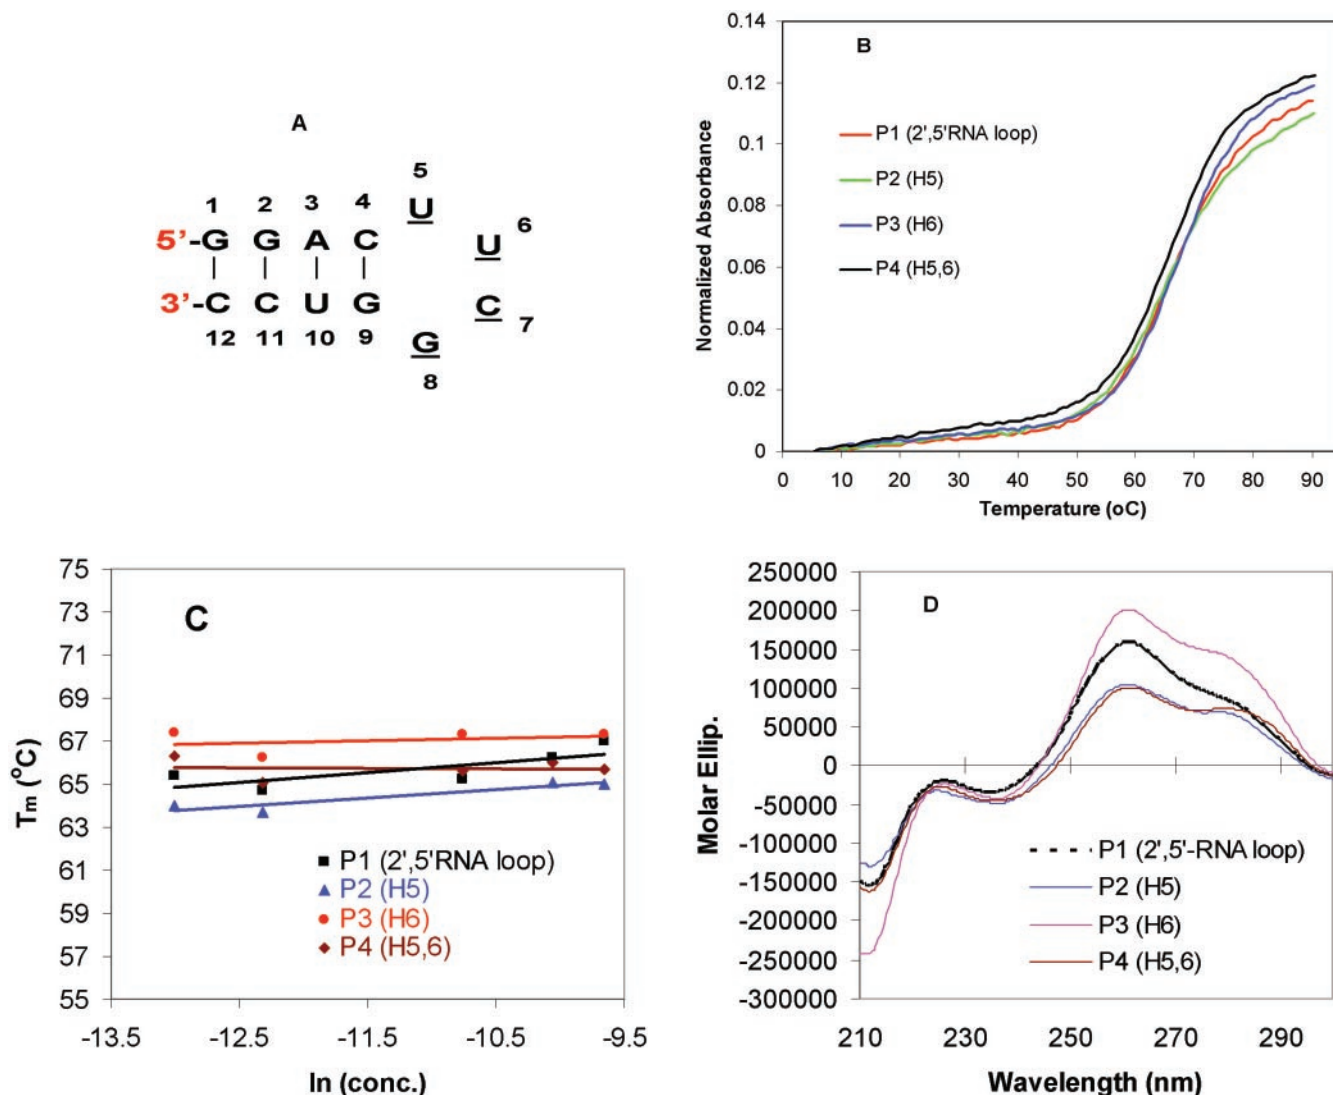 A
5
1 2 3 4 U 6
5'-G G A C U
3'-C C U G C 7
12 11 10 9 G
8
B
Normalized Absorbance
0.14
0.12
0.1
0.08
0.06
0.04
0.02
0
P1 (2',5'RNA loop)
P2 (H5)
P3 (H6)
P4 (H5,6)
0 10 20 30 40 50 60 70 80 90
Temperature (oC)
C
Tm (oC)
75
73
71
69
67
65
63
61
59
57
55
P1 (2',5'RNA loop)
P2 (H5)
P3 (H6)
P4 (H5,6)
-13.5 -12.5 -11.5 -10.5 -9.5
ln (conc.)
D
Molar Ellip.
250000
200000
150000
100000
50000
0
-50000
-100000
-150000
-200000
-250000
-300000
P1 (2',5'-RNA loop)
P2 (H5)
P3 (H6)
P4 (H5,6)
210 230 250 270 290
Wavelength (nm)